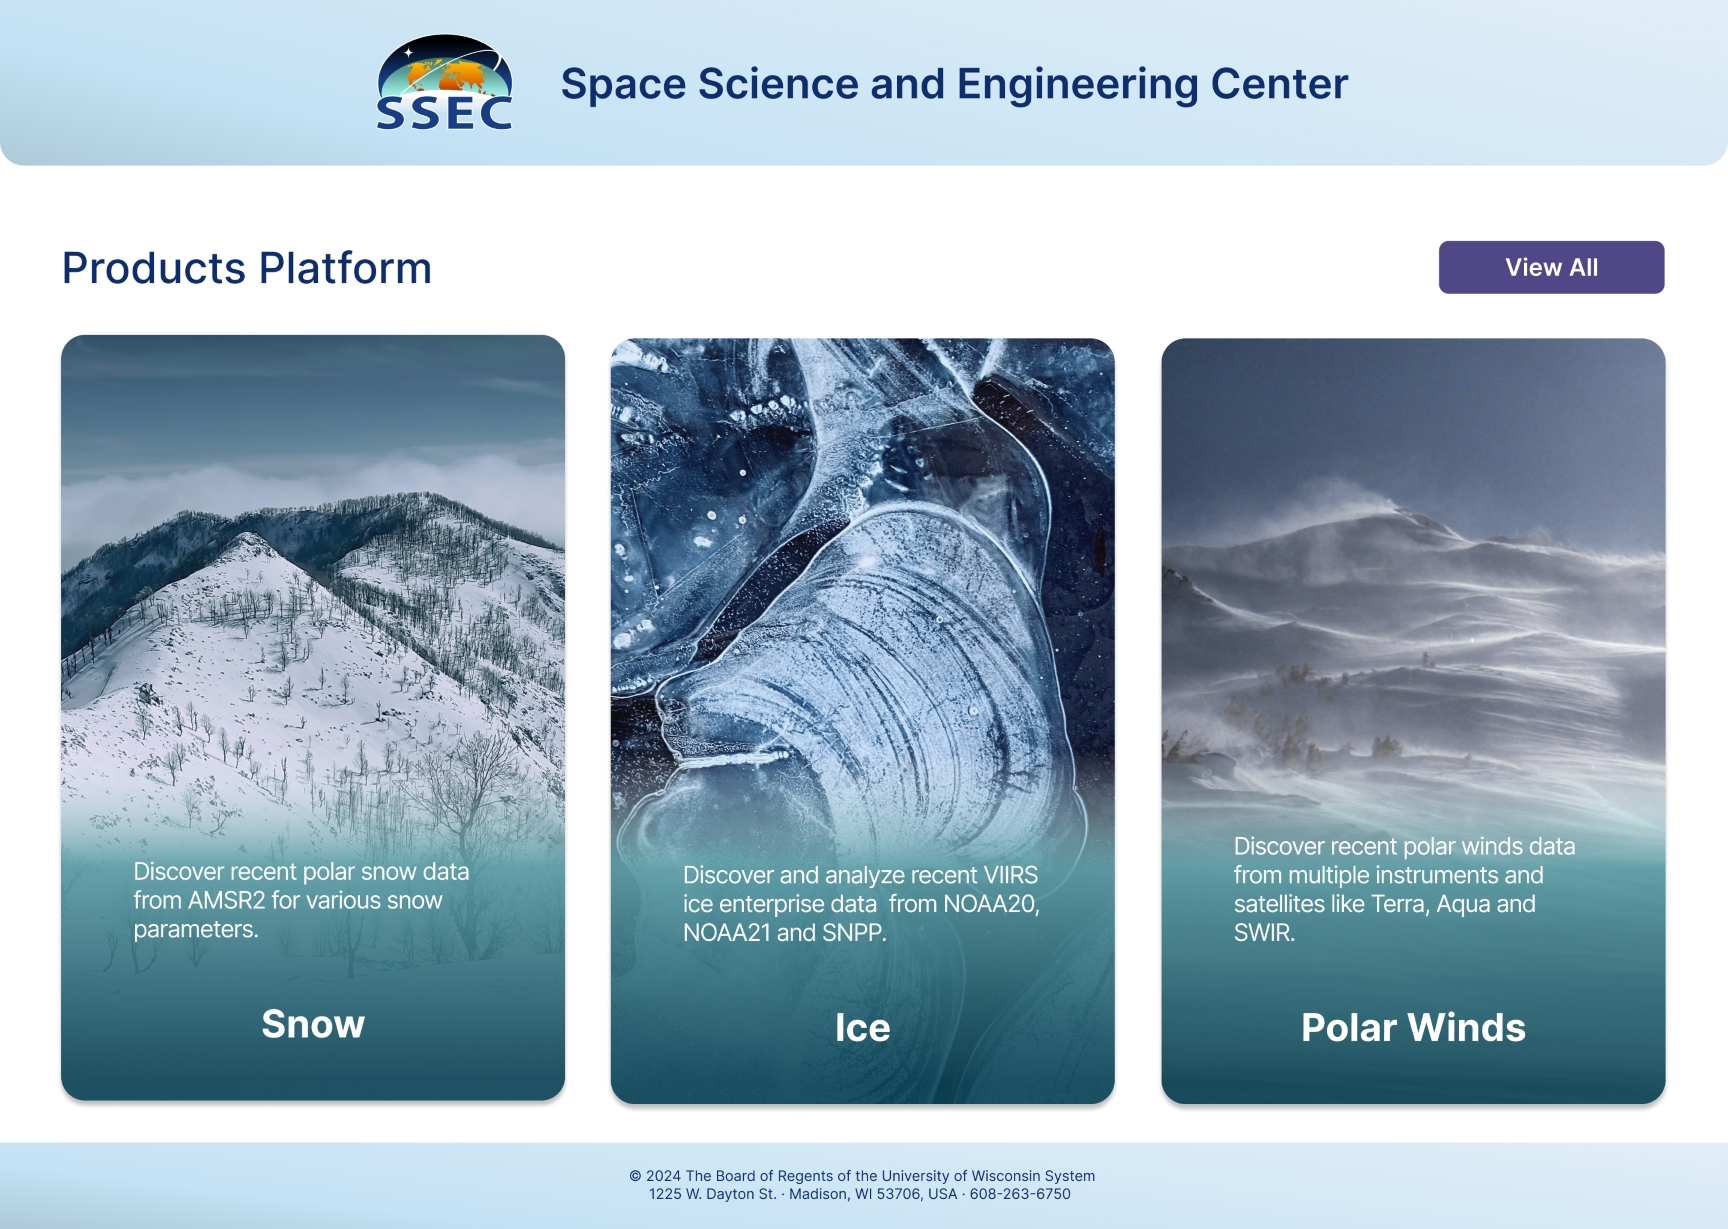 SSEC
Space Science and Engineering Center
Products Platform
View All
Discover recent polar snow data
from AMSR2 for various snow
parameters.
Snow
Discover and analyze recent VIIRS
ice enterprise data  from NOAA20,
NOAA21 and SNPP.
Ice
Discover recent polar winds data
from multiple instruments and
satellites like Terra, Aqua and
SWIR.
Polar Winds
© 2024 The Board of Regents of the University of Wisconsin System
1225 W. Dayton St. · Madison, WI 53706, USA · 608-263-6750